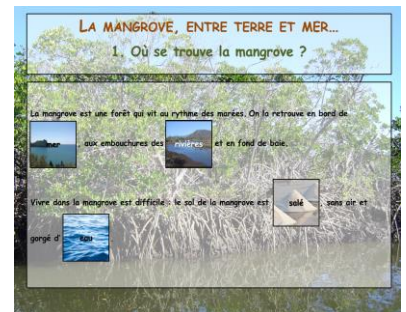 LA MANGROVE, ENTRE TERRE ET MER...
1. Où se trouve la mangrove ?
La mangrove est une forêt qui vit au rythme des marées. On la retrouve en bord de
mer aux embouchures des rivières et en fond de baie.
Vivre dans la mangrove est difficile : le sol de la mangrove est salé, sans air et
gorgé d'eau